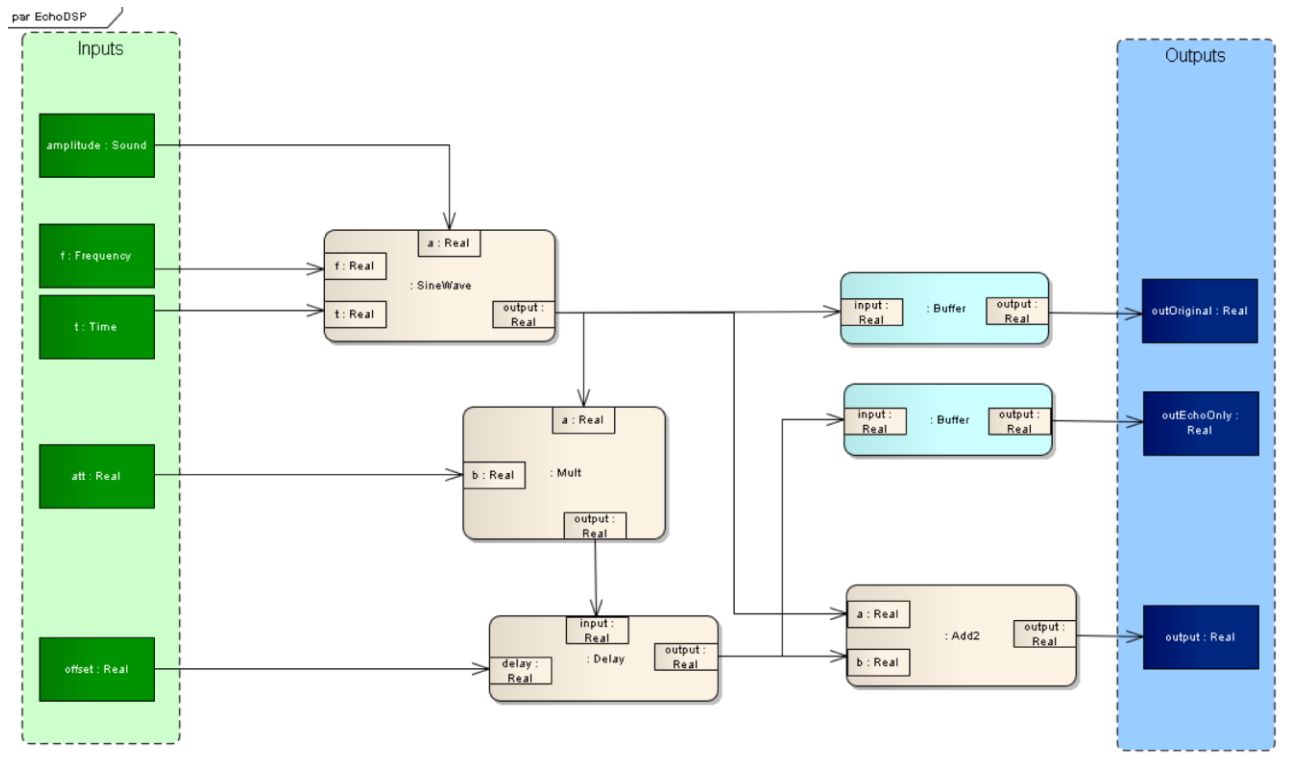 par EchoDSP
Inputs
Outputs
amplitude : Sound
f : Frequency
t : Time
att : Real
offset : Real
a : Real
f : Real
: SineWave
t : Real
output :
Real
a : Real
b : Real
: Mult
output :
Real
input :
Real
: Delay
delay :
Real
output :
Real
input :
Real
: Buffer
output :
Real
input :
Real
: Buffer
output :
Real
a : Real
: Add2
b : Real
output :
Real
outOriginal : Real
outEchoOnly :
Real
output : Real